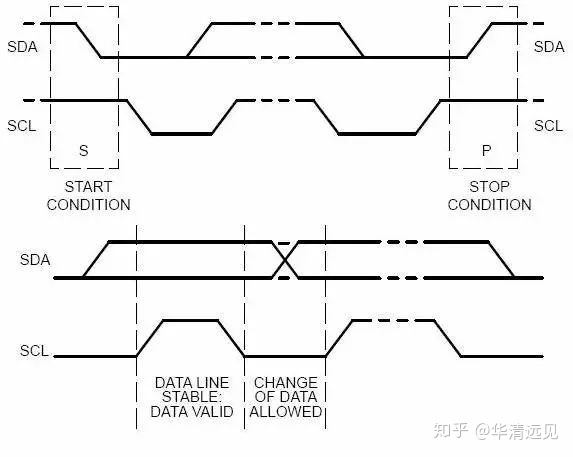 SDA
SDA
SCL
SCL
S
P
START
CONDITION
STOP
CONDITION
SDA
SCL
DATA LINE
STABLE:
DATA VALID
CHANGE
OF DATA
ALLOWED
知乎 @华清远见